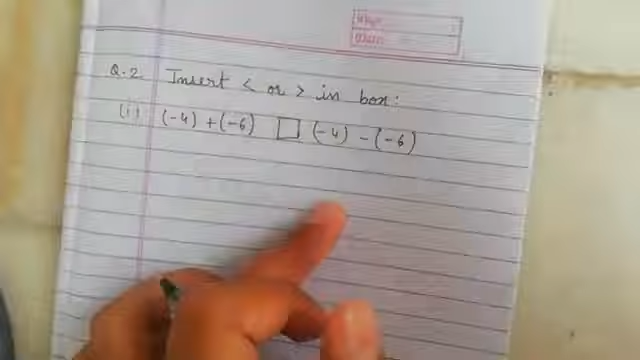 Q.2. Insert < or > in box:
(i) (-4) + (-6) □ (-4) - (-6)